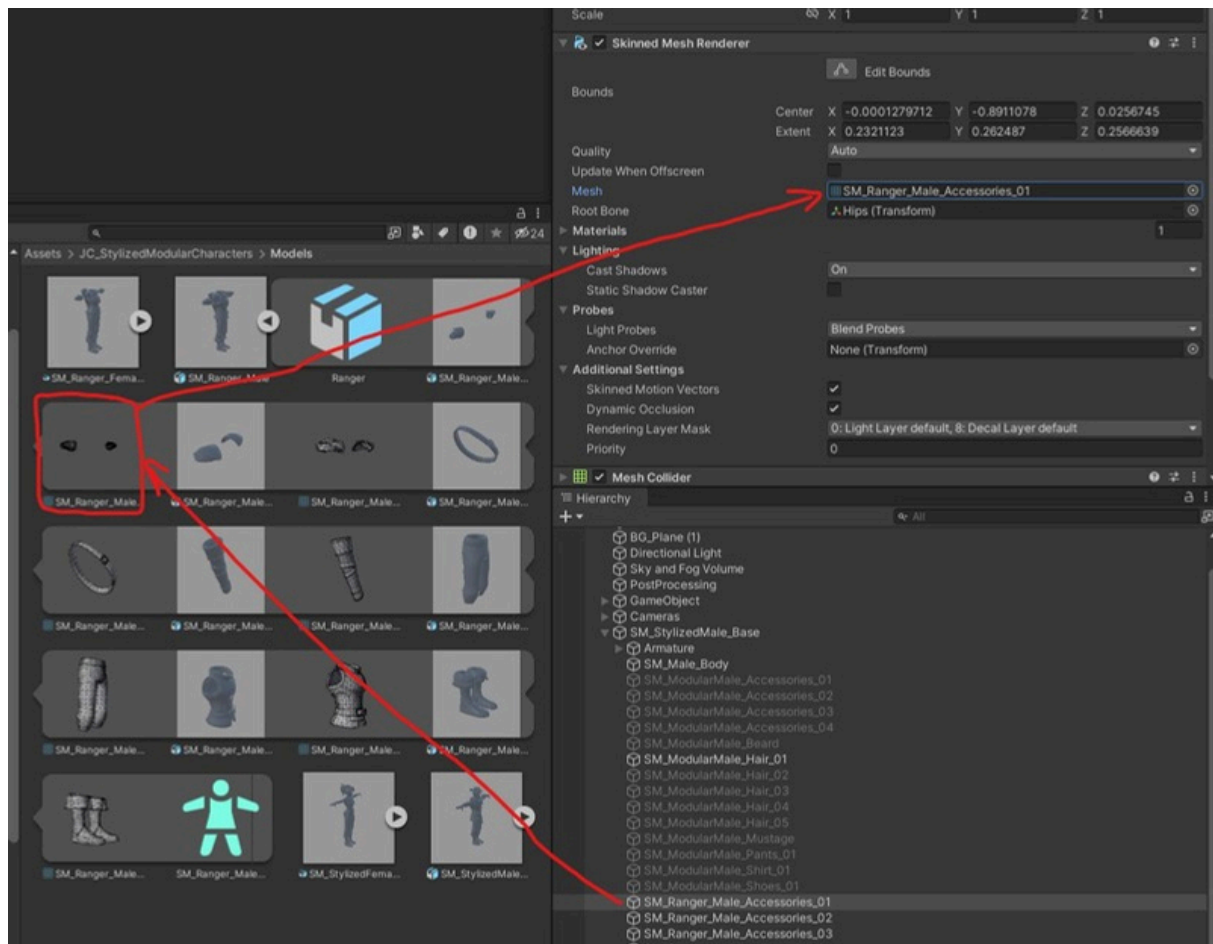 Scale X 1 Y 1 Z 1
Skinned Mesh Renderer
Edit Bounds
Bounds
Center X -0.0001279712 Y -0.8911078 Z 0.0256745
Extent X 0.2321123 Y 0.262487 Z 0.2566639
Quality Auto
Update When Offscreen
Mesh SM_Ranger_Male_Accessories_01
Root Bone Hips (Transform)
Materials 1
Lighting
Cast Shadows On
Static Shadow Caster
Probes
Light Probes Blend Probes
Anchor Override None (Transform)
Additional Settings
Skinned Motion Vectors
Dynamic Occlusion
Rendering Layer Mask 0: Light Layer default, 8: Decal Layer default
Priority 0
Mesh Collider
24
Assets > JC_StylizedModularCharacters > Models
SM_Ranger_Fema... SM_Ranger_Male Ranger SM_Ranger_Male...
SM_Ranger_Male... SM_Ranger_Male... SM_Ranger_Male... SM_Ranger_Male...
SM_Ranger_Male... SM_Ranger_Male... SM_Ranger_Male... SM_Ranger_Male...
SM_Ranger_Male... SM_Ranger_Male... SM_Ranger_Male... SM_Ranger_Male...
SM_Ranger_Male... SM_Ranger_Male... SM_StylizedFema... SM_StylizedMale...
Hierarchy
All
BG_Plane (1)
Directional Light
Sky and Fog Volume
PostProcessing
GameObject
Cameras
SM_StylizedMale_Base
Armature
SM_Male_Body
SM_ModularMale_Accessories_01
SM_ModularMale_Accessories_02
SM_ModularMale_Accessories_03
SM_ModularMale_Accessories_04
SM_ModularMale_Beard
SM_ModularMale_Hair_01
SM_ModularMale_Hair_02
SM_ModularMale_Hair_03
SM_ModularMale_Hair_04
SM_ModularMale_Hair_05
SM_ModularMale_Mustage
SM_ModularMale_Pants_01
SM_ModularMale_Shirt_01
SM_ModularMale_Shoes_01
SM_Ranger_Male_Accessories_01
SM_Ranger_Male_Accessories_02
SM_Ranger_Male_Accessories_03